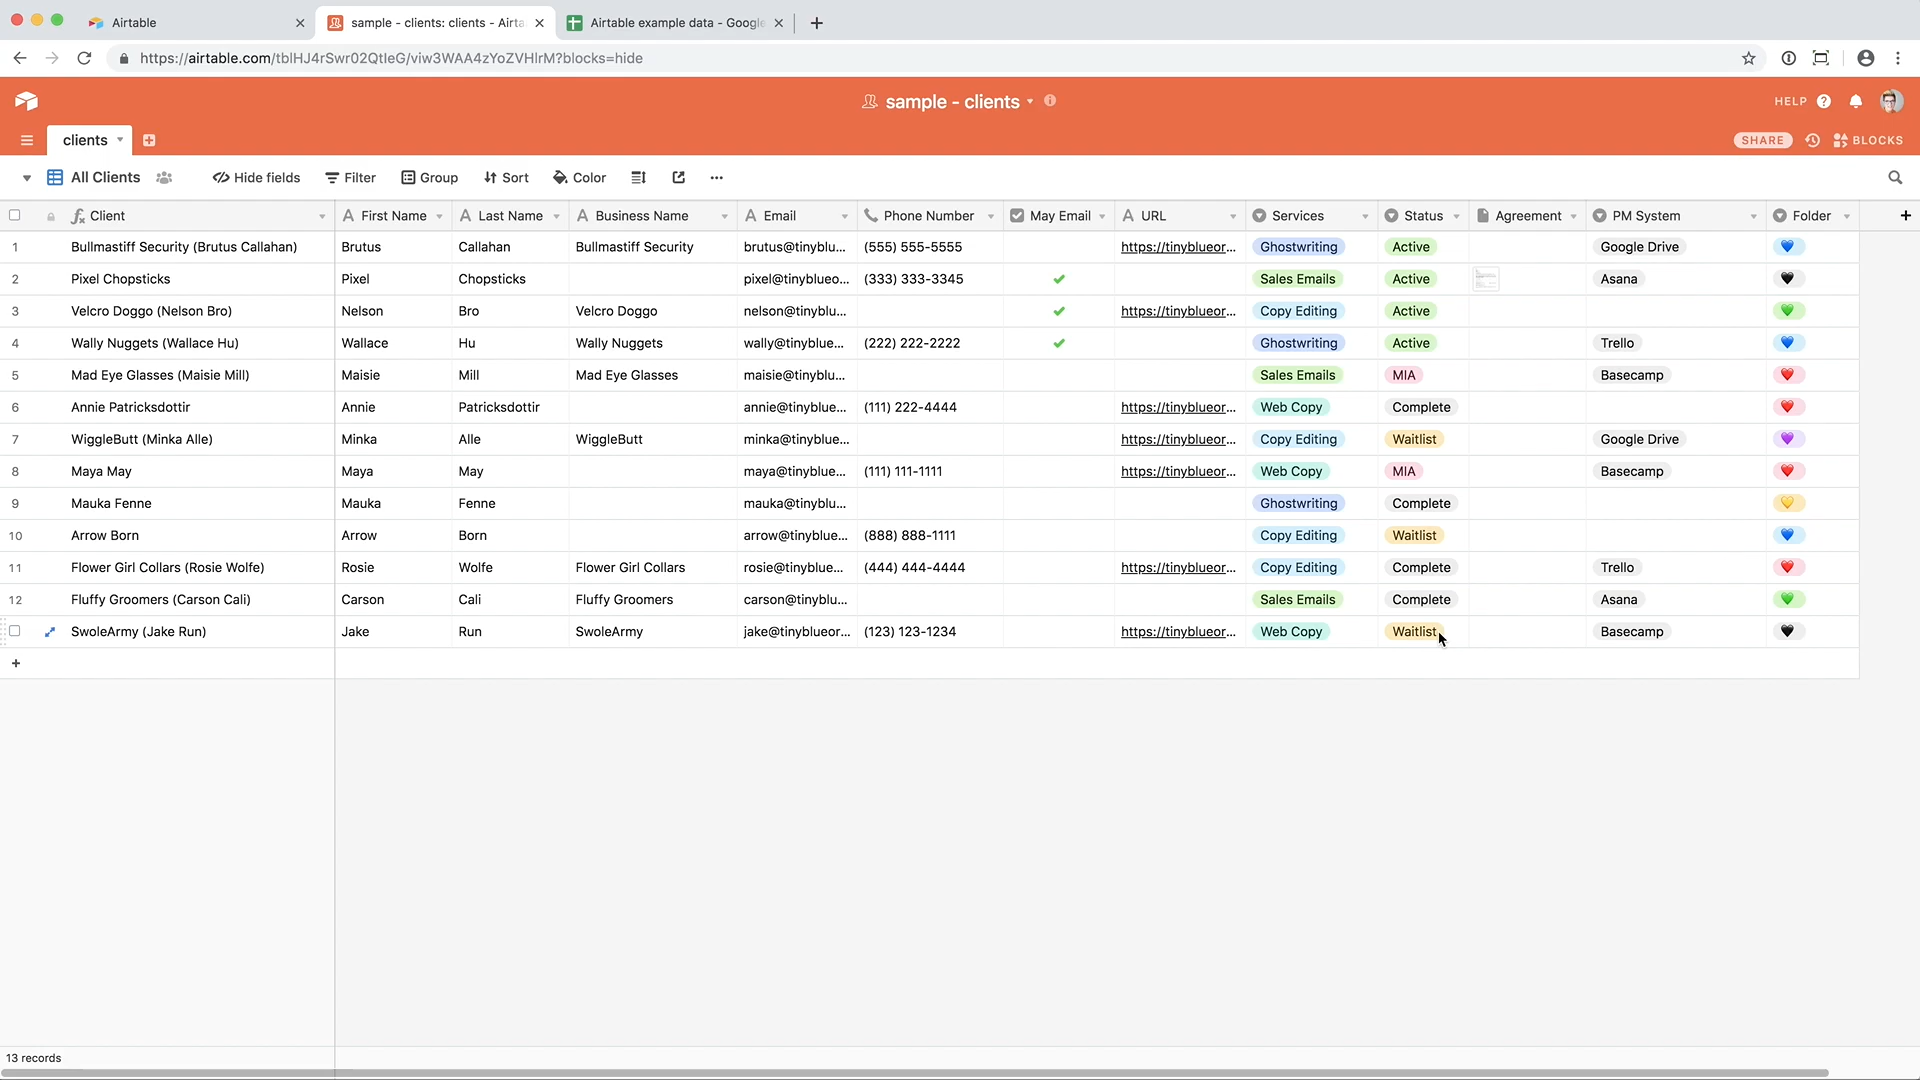 Airtable
sample - clients: clients - Airta
Airtable example data - Google
https://airtable.com/tblHJ4rSwr02QtIeG/viw3WAA4zYoZVHlrM?blocks=hide
sample - clients
HELP
clients
SHARE
BLOCKS
All Clients Hide fields Filter Group Sort Color
Client First Name Last Name Business Name Email Phone Number May Email URL Services Status Agreement PM System Folder
1 Bullmastiff Security (Brutus Callahan) Brutus Callahan Bullmastiff Security brutus@tinyblu... (555) 555-5555 https://tinyblueor... Ghostwriting Active Google Drive
2 Pixel Chopsticks Pixel Chopsticks pixel@tinyblueo... (333) 333-3345 Sales Emails Active Asana
3 Velcro Doggo (Nelson Bro) Nelson Bro Velcro Doggo nelson@tinyblu... https://tinyblueor... Copy Editing Active
4 Wally Nuggets (Wallace Hu) Wallace Hu Wally Nuggets wally@tinyblue... (222) 222-2222 Ghostwriting Active Trello
5 Mad Eye Glasses (Maisie Mill) Maisie Mill Mad Eye Glasses maisie@tinyblu... Sales Emails MIA Basecamp
6 Annie Patricksdottir Annie Patricksdottir annie@tinyblue... (111) 222-4444 https://tinyblueor... Web Copy Complete
7 WiggleButt (Minka Alle) Minka Alle WiggleButt minka@tinyblue... https://tinyblueor... Copy Editing Waitlist Google Drive
8 Maya May Maya May maya@tinyblue... (111) 111-1111 https://tinyblueor... Web Copy MIA Basecamp
9 Mauka Fenne Mauka Fenne mauka@tinyblu... Ghostwriting Complete
10 Arrow Born Arrow Born arrow@tinyblue... (888) 888-1111 Copy Editing Waitlist
11 Flower Girl Collars (Rosie Wolfe) Rosie Wolfe Flower Girl Collars rosie@tinyblue... (444) 444-4444 https://tinyblueor... Copy Editing Complete Trello
12 Fluffy Groomers (Carson Cali) Carson Cali Fluffy Groomers carson@tinyblu... Sales Emails Complete Asana
SwoleArmy (Jake Run) Jake Run SwoleArmy jake@tinyblueor... (123) 123-1234 https://tinyblueor... Web Copy Waitlist Basecamp
13 records